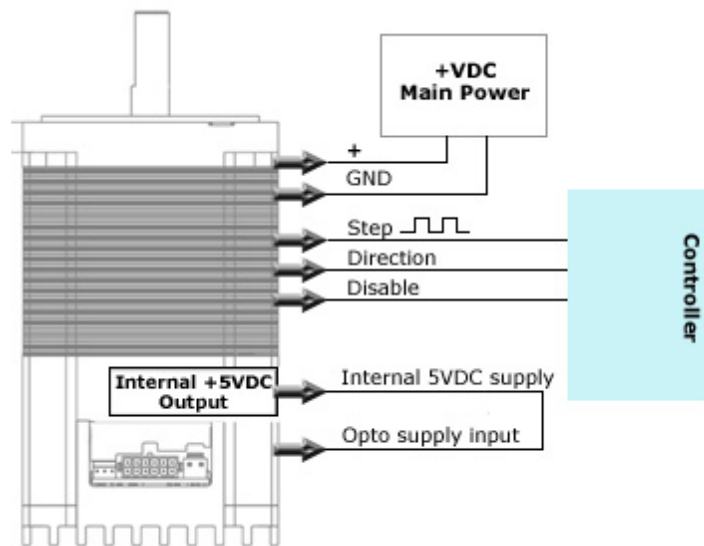 +VDC
Main Power
+
GND
Step
Direction
Disable
Controller
Internal +5VDC
Output
Internal 5VDC supply
Opto supply input